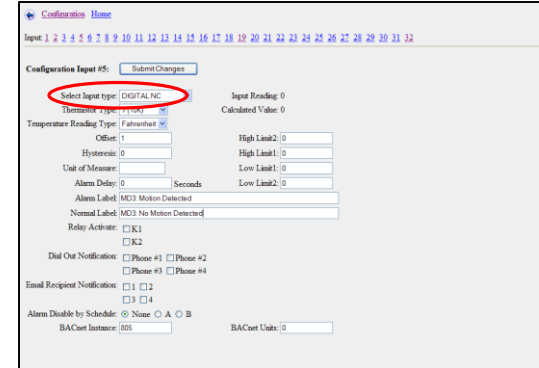 Configuration Home
Input: 1 2 3 4 5 6 7 8 9 10 11 12 13 14 15 16 17 18 19 20 21 22 23 24 25 26 27 28 29 30 31 32
Configuration Input #5: Submit Changes
Select Input type: DIGITAL NC Input Reading: 0
Thermistor Type: Calculated Value: 0
Temperature Reading Type: Fahrenheit
Offset: 1 High Limit2: 0
Hysteresis: 0 High Limit1: 0
Unit of Measure: Low Limit1: 0
Alarm Delay: 0 Seconds Low Limit2: 0
Alarm Label: MD3: Motion Detected
Normal Label: MD3: No Motion Detected
Relay Activate: K1
K2
Dial Out Notification: Phone #1 Phone #2
Phone #3 Phone #4
Email Recipient Notification: 1 2
3 4
Alarm Disable by Schedule: None A B
BACnet Instance: 805 BACnet Units: 0